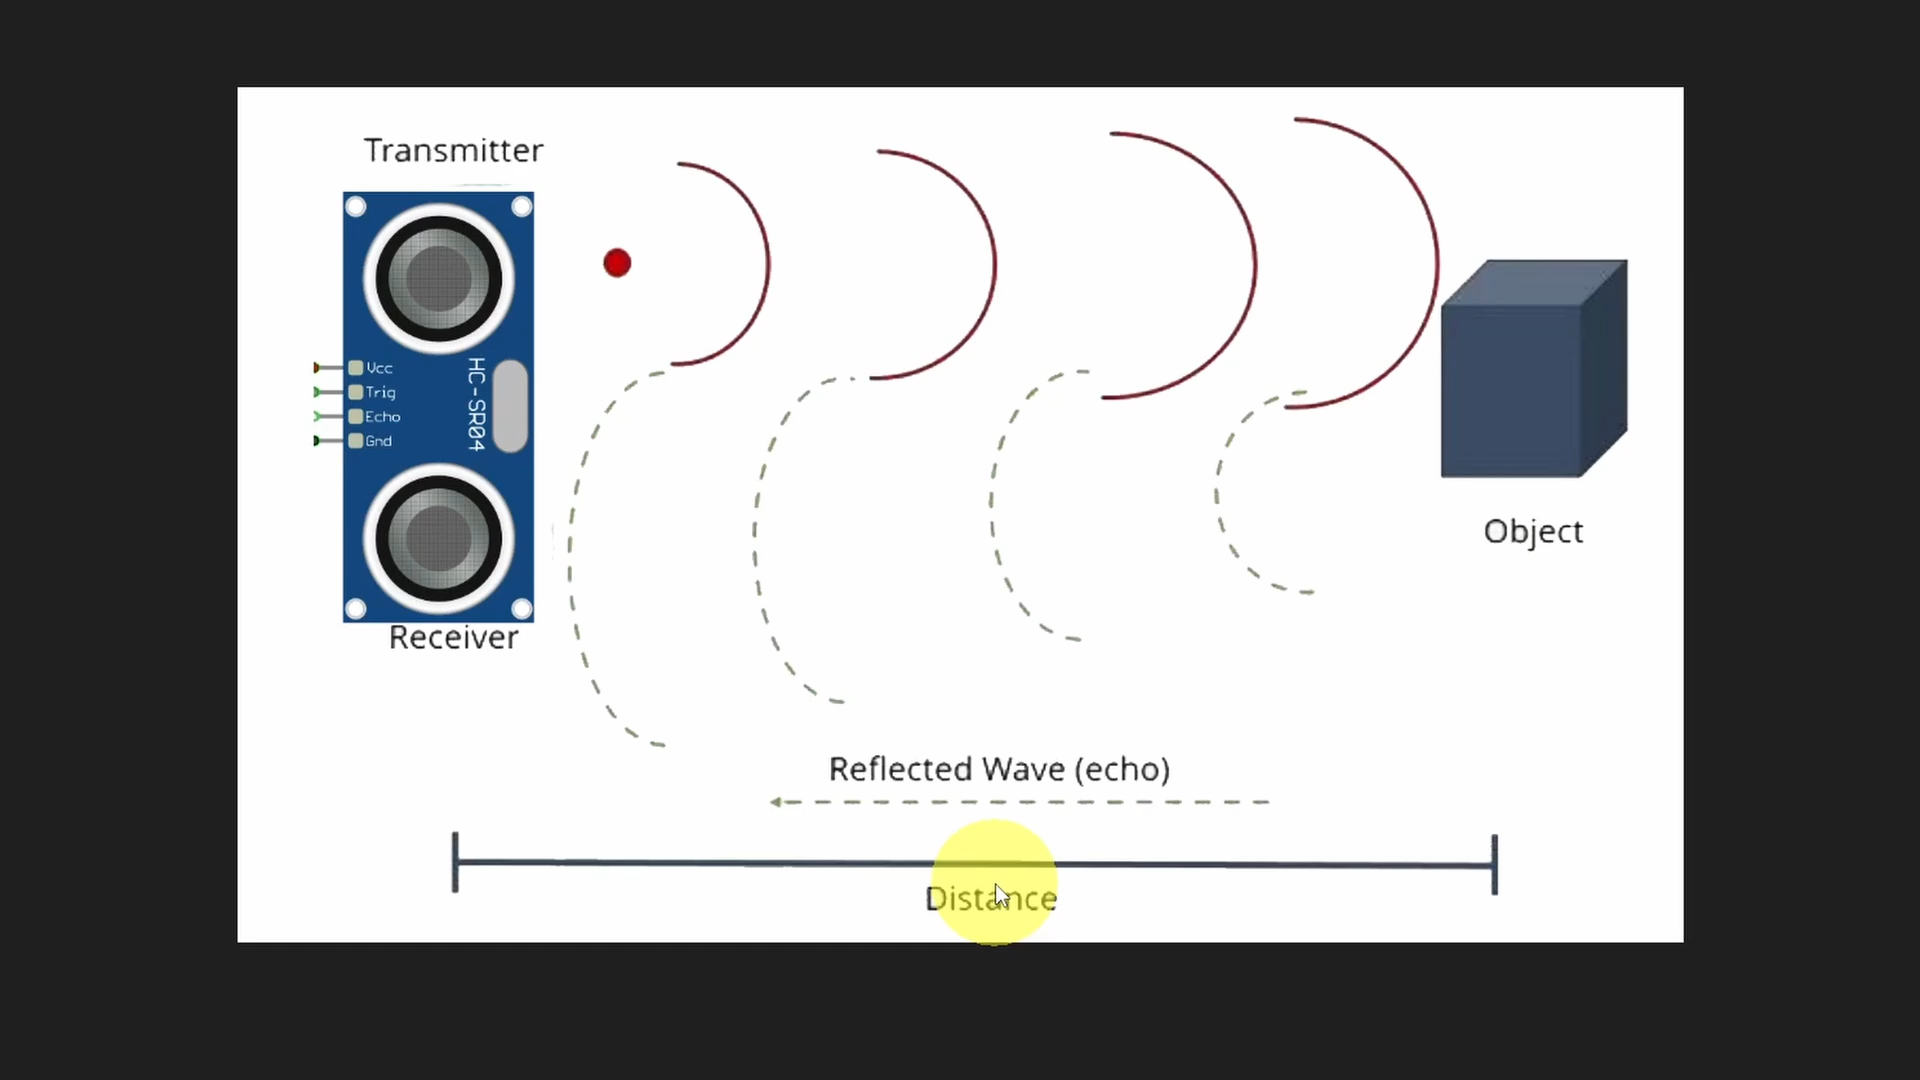 Transmitter
Vcc
Trig
Echo
Gnd
HC-SR04
Receiver
Object
Reflected Wave (echo)
Distance